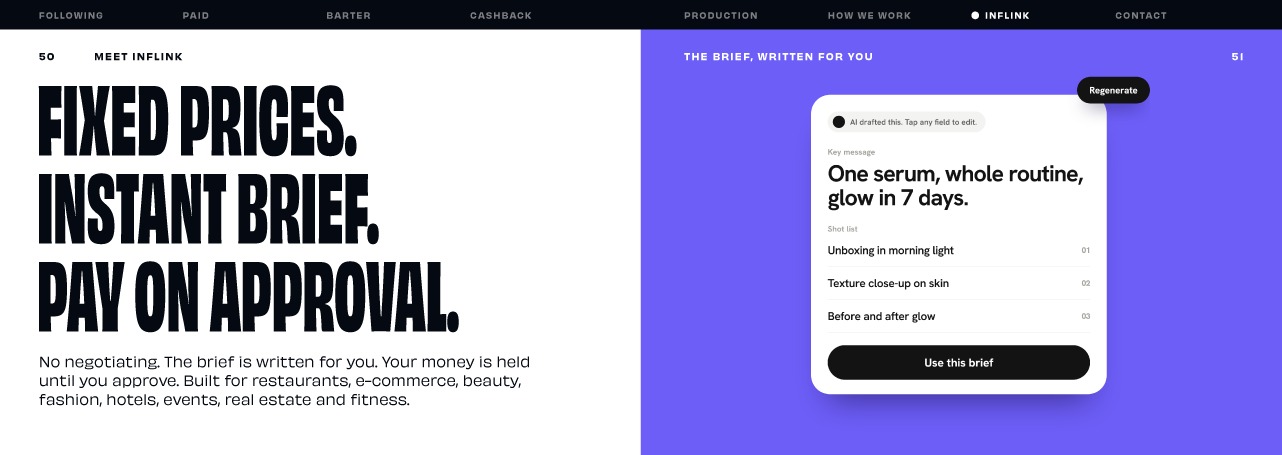 FOLLOWING PAID BARTER CASHBACK PRODUCTION HOW WE WORK INFLINK CONTACT
50 MEET INFLINK
FIXED PRICES.
INSTANT BRIEF.
PAY ON APPROVAL.
No negotiating. The brief is written for you. Your money is held
until you approve. Built for restaurants, e-commerce, beauty,
fashion, hotels, events, real estate and fitness.
THE BRIEF, WRITTEN FOR YOU 51
Regenerate
AI drafted this. Tap any field to edit.
Key message
One serum, whole routine,
glow in 7 days.
Shot list
Unboxing in morning light 01
Texture close-up on skin 02
Before and after glow 03
Use this brief